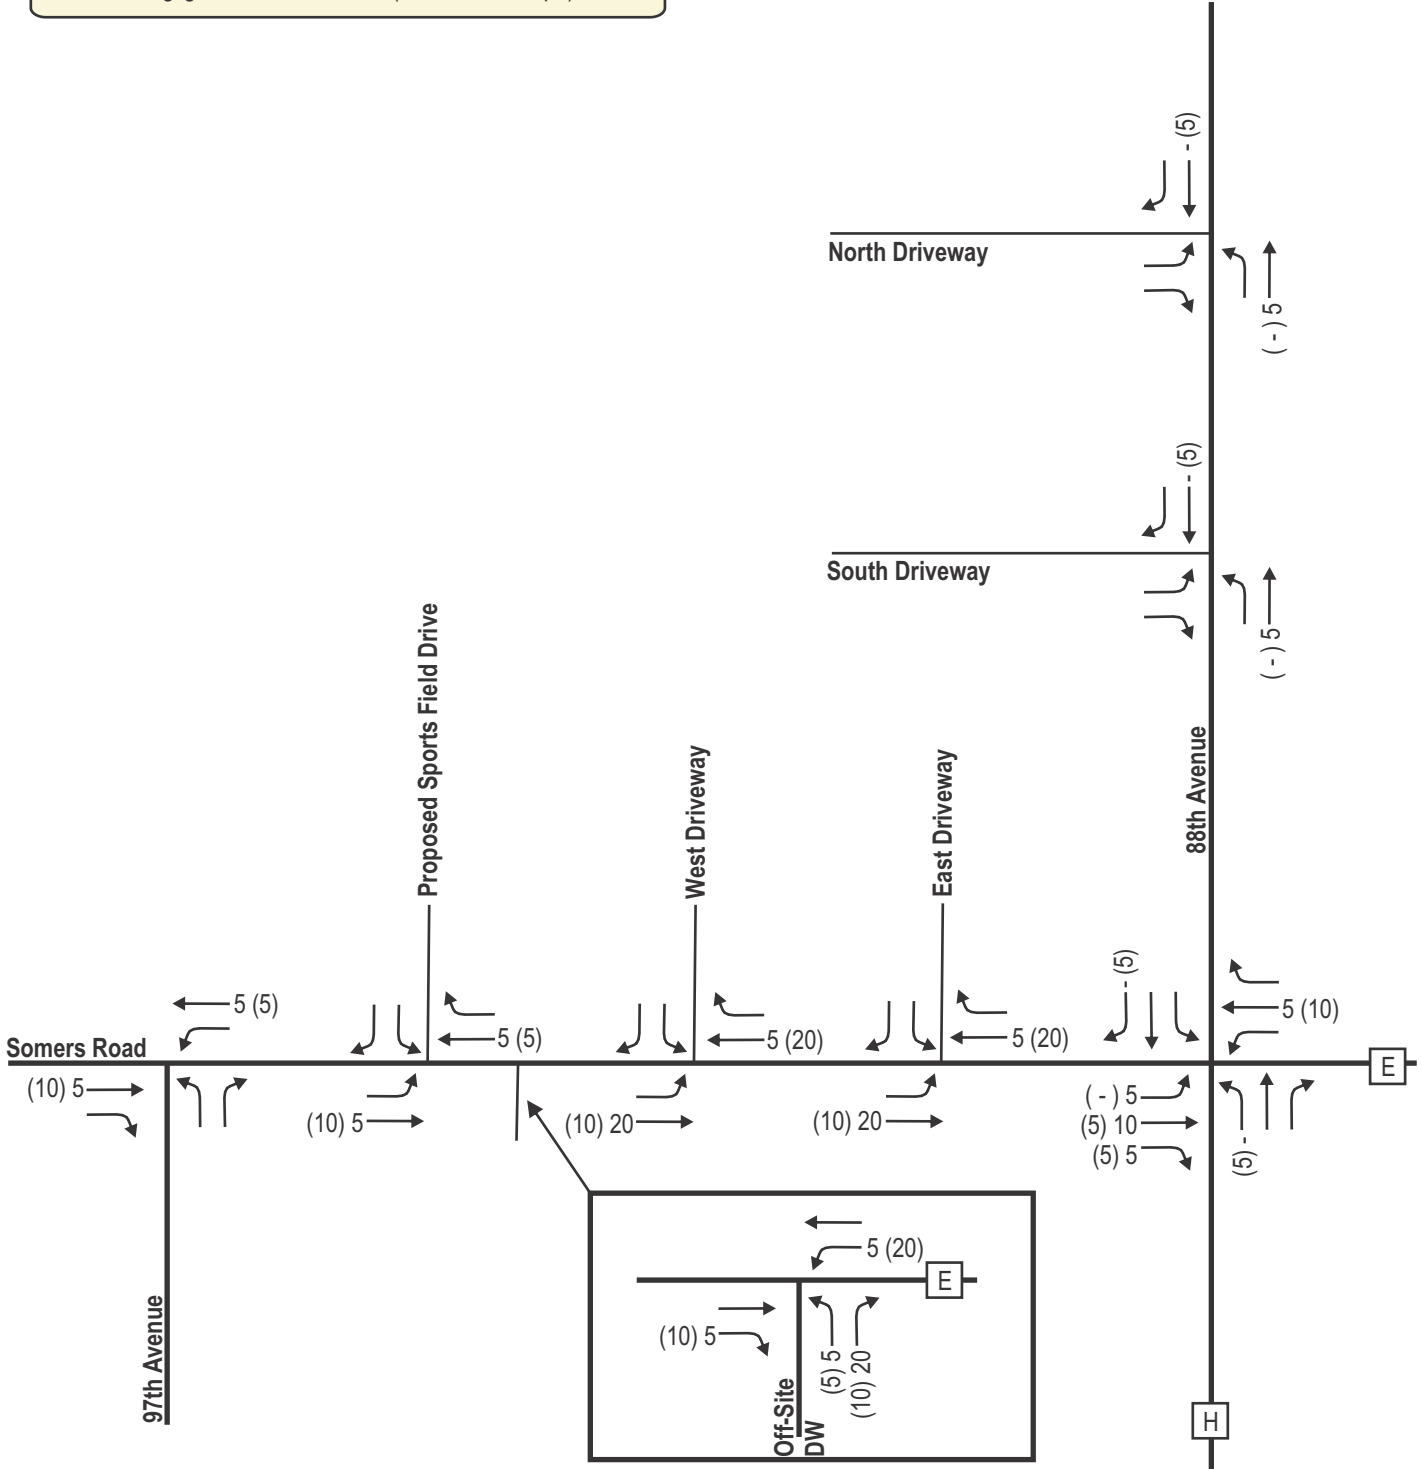 - (5)
North Driveway
( - ) 5
- (5)
South Driveway
( - ) 5
Proposed Sports Field Drive
West Driveway
East Driveway
88th Avenue
- (5)
5 (5)
5 (5)
5 (20)
5 (20)
5 (10)
Somers Road
E
(10) 5
(10) 5
(10) 20
(10) 20
( - ) 5
(5) 10
(5) 5
(5) -
5 (20)
E
(10) 5
(5) 5
(10) 20
Off-Site
DW
97th Avenue
H